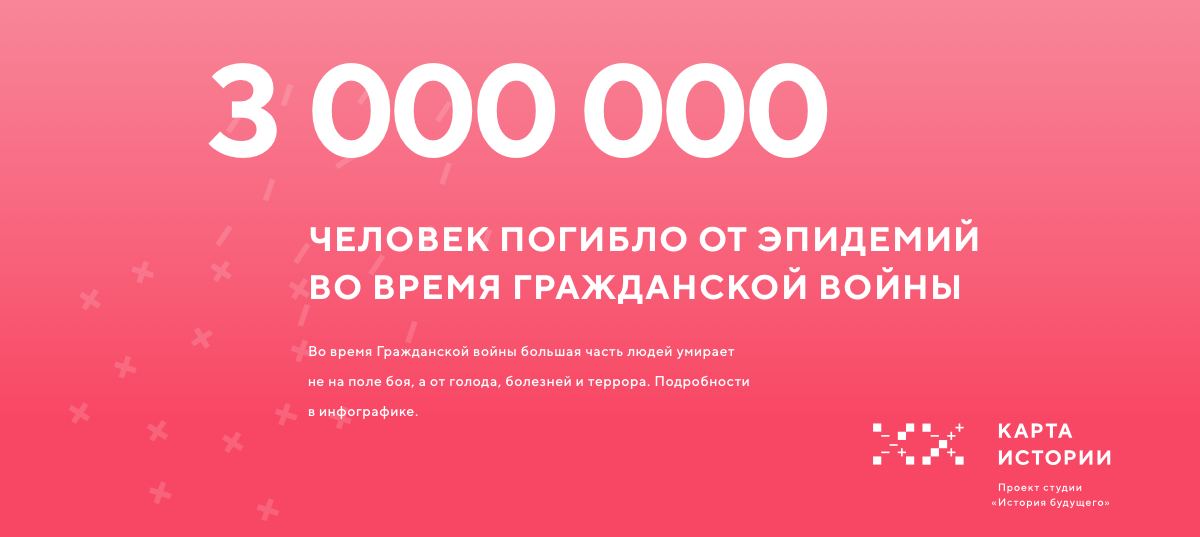 3 000 000
ЧЕЛОВЕК ПОГИБЛО ОТ ЭПИДЕМИЙ
ВО ВРЕМЯ ГРАЖДАНСКОЙ ВОЙНЫ
Во время Гражданской войны большая часть людей умирает
не на поле боя, а от голода, болезней и террора. Подробности
в инфографике.
КАРТА
ИСТОРИИ
Проект студии
«История будущего»